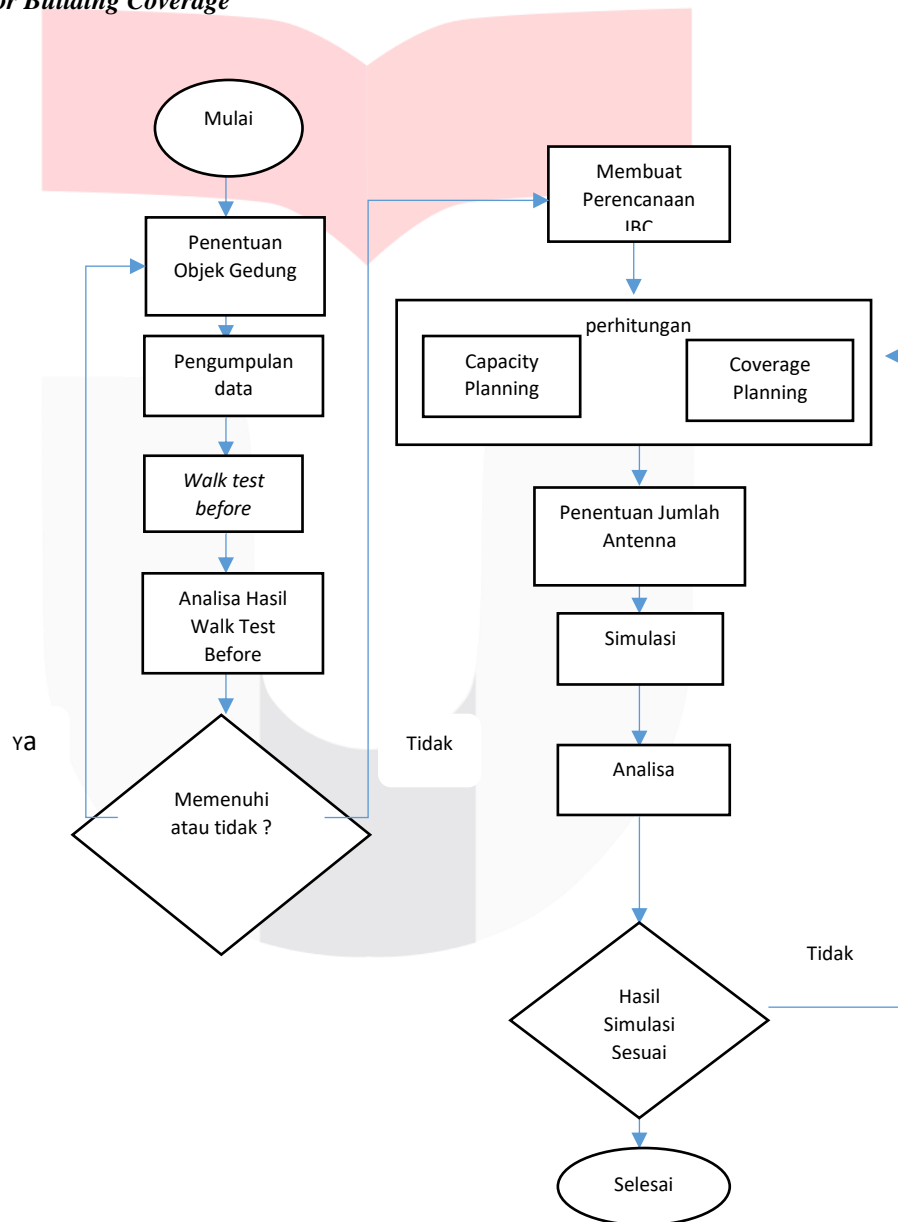 or Building Coverage
Mulai
Penentuan
Objek Gedung
Pengumpulan
data
Walk test
before
Analisa Hasil
Walk Test
Before
Ya
Memenuhi
atau tidak ?
Tidak
Membuat
Perencanaan
IBC
perhitungan
Capacity
Planning
Coverage
Planning
Penentuan Jumlah
Antenna
Simulasi
Analisa
Hasil
Simulasi
Sesuai
Tidak
Selesai